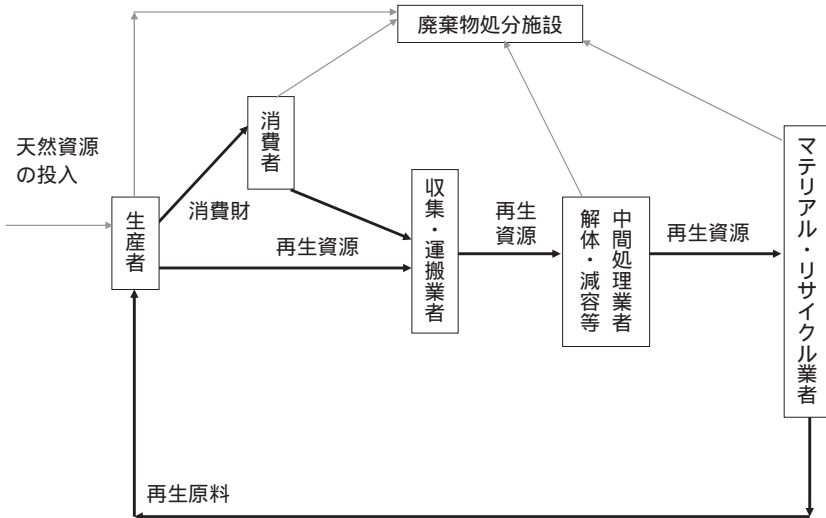 廃棄物処分施設
消費者
天然資源
の投入
生産者
消費財
再生資源
収集・運搬業者
再生
資源
中間処理業者
解体・減容等
再生資源
マテリアル・リサイクル業者
再生原料